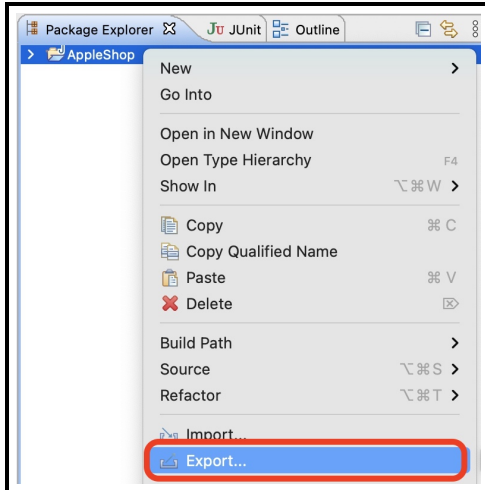 Package Explorer JU JUnit Outline
AppleShop
New
Go Into
Open in New Window
Open Type Hierarchy F4
Show In ⌥⌘W
Copy ⌘C
Copy Qualified Name
Paste ⌘V
Delete ⌦
Build Path
Source ⌥⌘S
Refactor ⌥⌘T
Import...
Export...